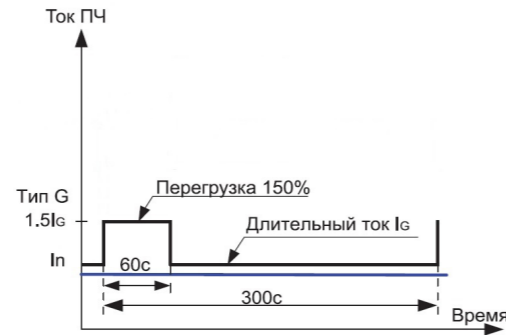 Ток ПЧ
Тип G
Перегрузка 150%
1.5IG
Длительный ток IG
In
60с
300с
Время